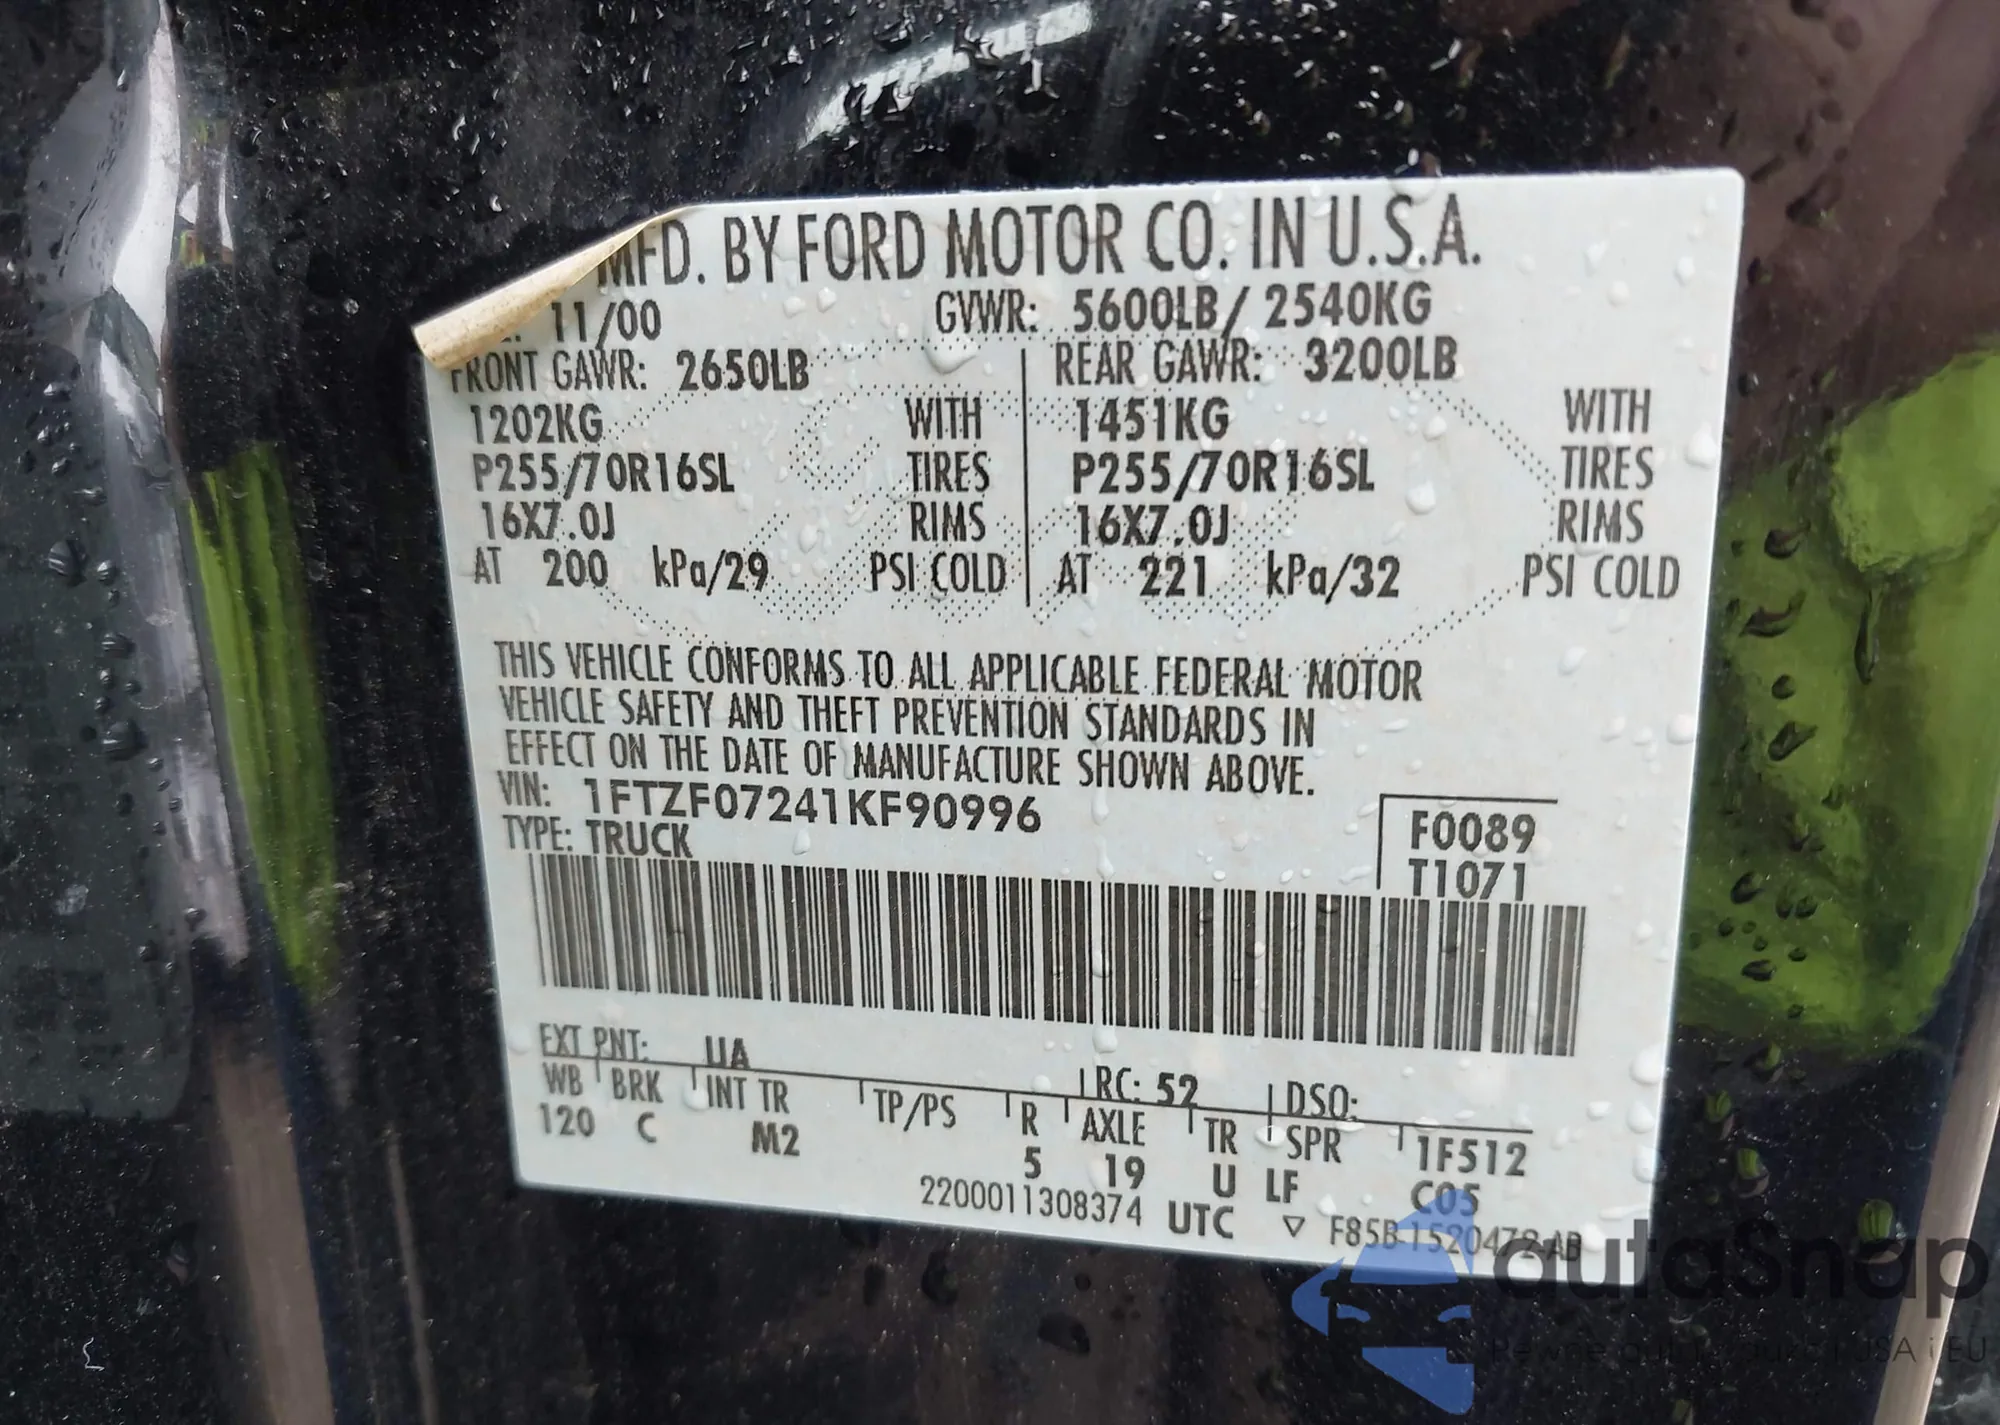 MFD. BY FORD MOTOR CO. IN U.S.A.
11/00 GVWR: 5600LB/ 2540KG
FRONT GAWR: 2650LB REAR GAWR: 3200LB
1202KG WITH 1451KG WITH
P255/70R16SL TIRES P255/70R16SL TIRES
16X7.0J RIMS 16X7.0J RIMS
AT 200 kPa/29 PSI COLD AT 221 kPa/32 PSI COLD
THIS VEHICLE CONFORMS TO ALL APPLICABLE FEDERAL MOTOR
VEHICLE SAFETY AND THEFT PREVENTION STANDARDS IN
EFFECT ON THE DATE OF MANUFACTURE SHOWN ABOVE.
VIN: 1FTZF07241KF90996
TYPE: TRUCK
F0089
T1071
EXT PNT: UA RC: 52 DSO:
WB BRK INT TR TP/PS R AXLE TR SPR 1F512
120 C M2 5 19 U LF C05
2200011308374 UTC ▽ F85B-1520472-AB
autaSnap
Pewne auta z USA i EU